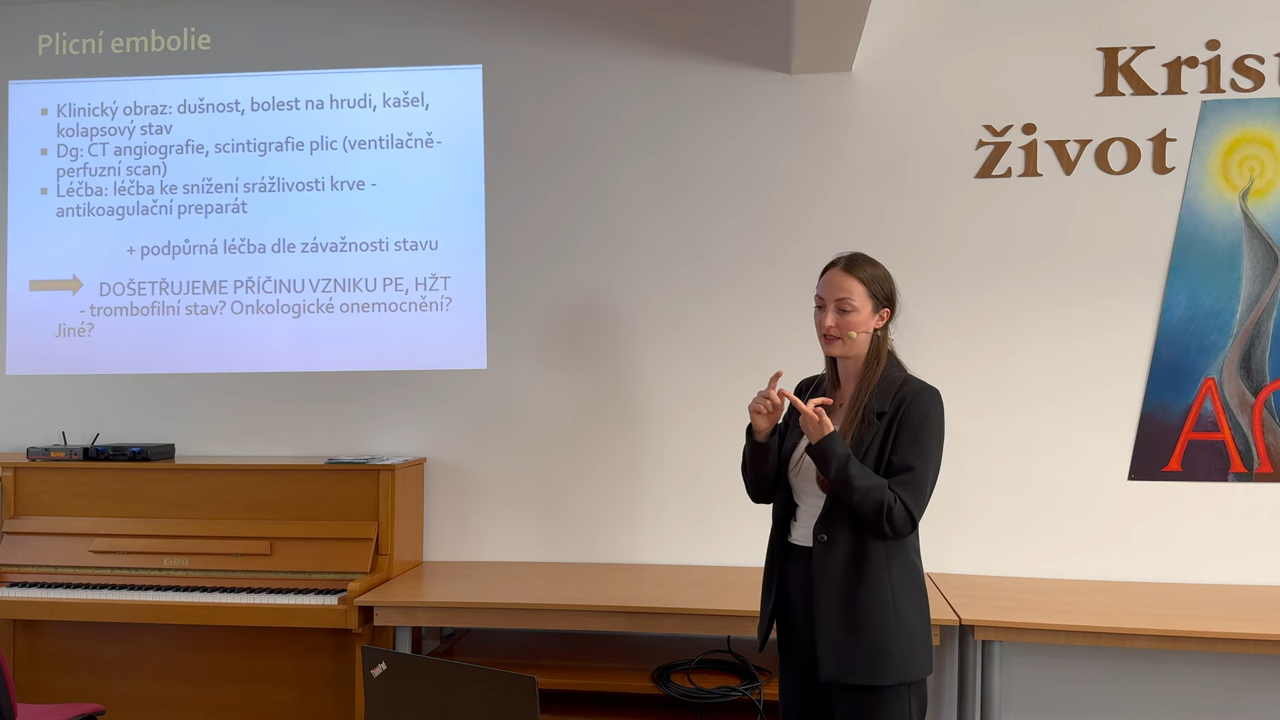 Plicní embolie
▪ Klinický obraz: dušnost, bolest na hrudi, kašel,
kolapsový stav
▪ Dg: CT angiografie, scintigrafie plic (ventilačně-
perfuzní scan)
▪ Léčba: léčba ke snížení srážlivosti krve -
antikoagulační preparát
+ podpůrná léčba dle závažnosti stavu
DOŠETŘUJEME PŘÍČINU VZNIKU PE, HŽT
- trombofilní stav? Onkologické onemocnění?
Jiné?
Krist
život
AΩ
KAŠPAR
ThinkPad